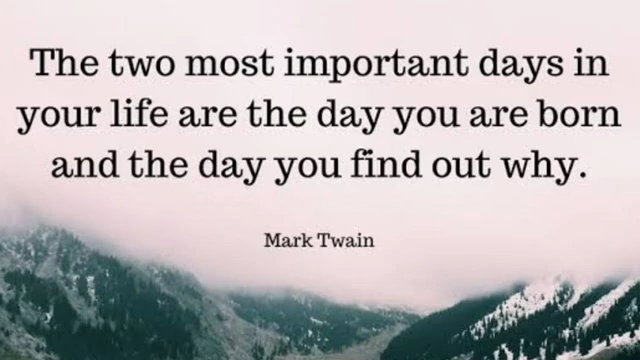 The two most important days in
your life are the day you are born
and the day you find out why.
Mark Twain